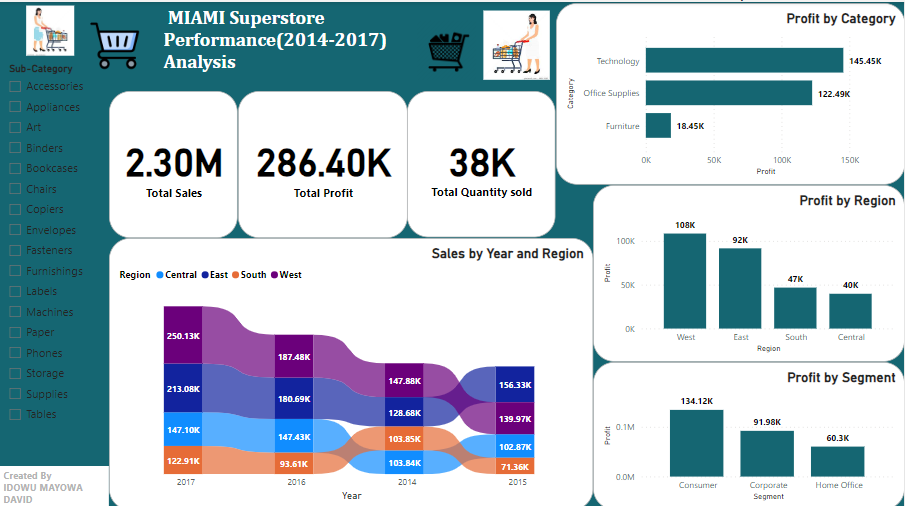 MIAMI Superstore
Performance(2014-2017)
Analysis
Sub-Category
Accessories
Appliances
Art
Binders
Bookcases
Chairs
Copiers
Envelopes
Fasteners
Furnishings
Labels
Machines
Paper
Phones
Storage
Supplies
Tables
Created By
IDOWU MAYOWA
DAVID
2.30M
Total Sales
286.40K
Total Profit
38K
Total Quantity sold
Sales by Year and Region
Region Central East South West
250.13K
213.08K
147.10K
122.91K
187.48K
180.69K
147.43K
93.61K
147.88K
128.68K
103.85K
103.84K
156.33K
139.97K
102.87K
71.36K
2017 2016 2014 2015
Year
Profit by Category
Category
Technology 145.45K
Office Supplies 122.49K
Furniture 18.45K
0K 50K 100K 150K
Profit
Profit by Region
Profit
100K
50K
0K
108K 92K 47K 40K
West East South Central
Region
Profit by Segment
Profit
0.1M
0.0M
134.12K 91.98K 60.3K
Consumer Corporate Home Office
Segment